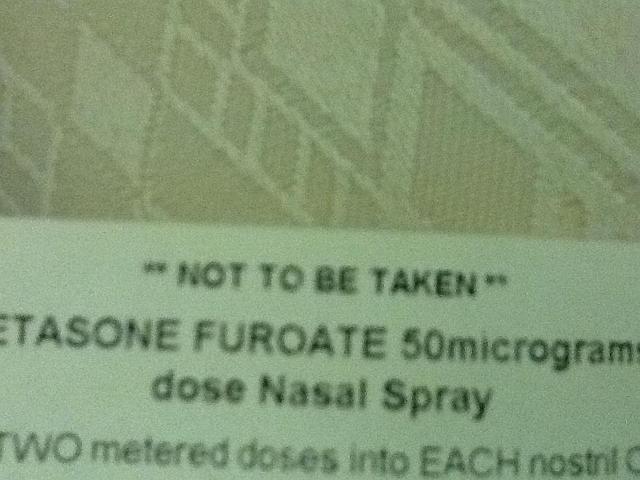 ** NOT TO BE TAKEN **
ETASONE FUROATE 50micrograms
dose Nasal Spray
TWO metered doses into EACH nostril O